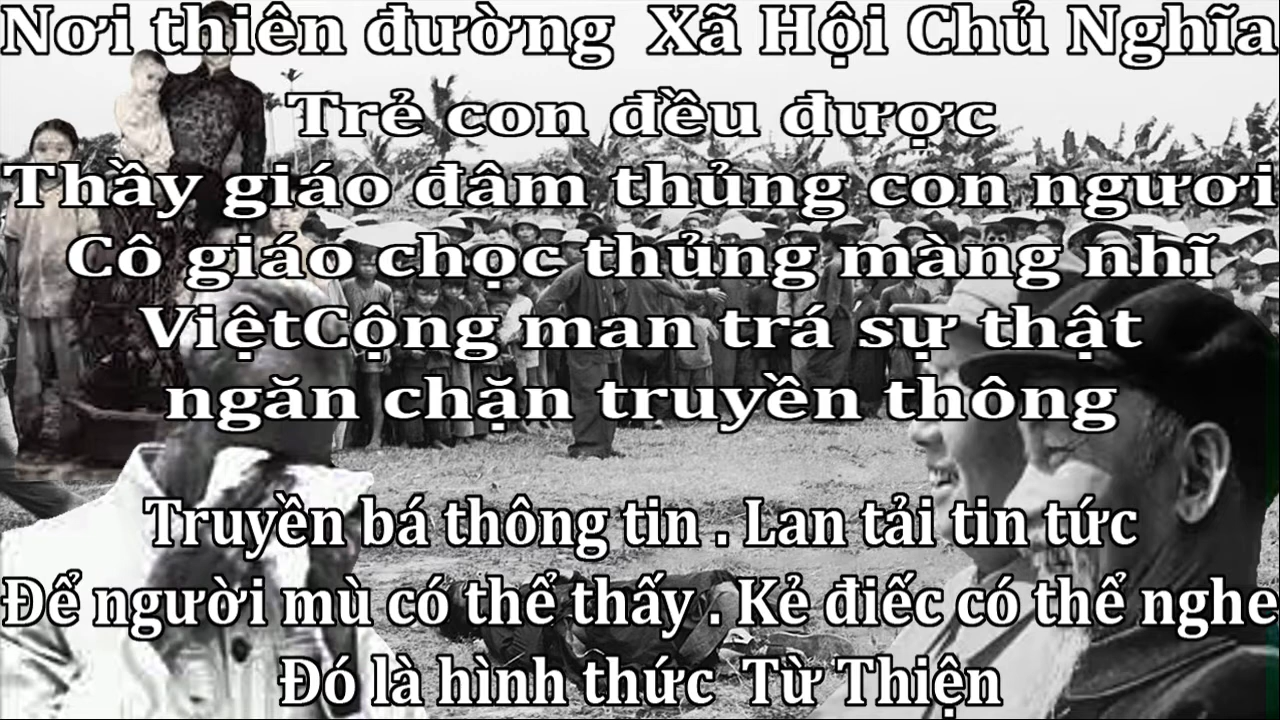 Nơi thiên đường Xã Hội Chủ Nghĩa
Trẻ con đều được
Thầy giáo đâm thủng con ngươi
Cô giáo chọc thủng màng nhĩ
ViệtCộng man trá sự thật
ngăn chặn truyền thông
Truyền bá thông tin . Lan tải tin tức
Để người mù có thể thấy . Kẻ điếc có thể nghe
Đó là hình thức Từ Thiện